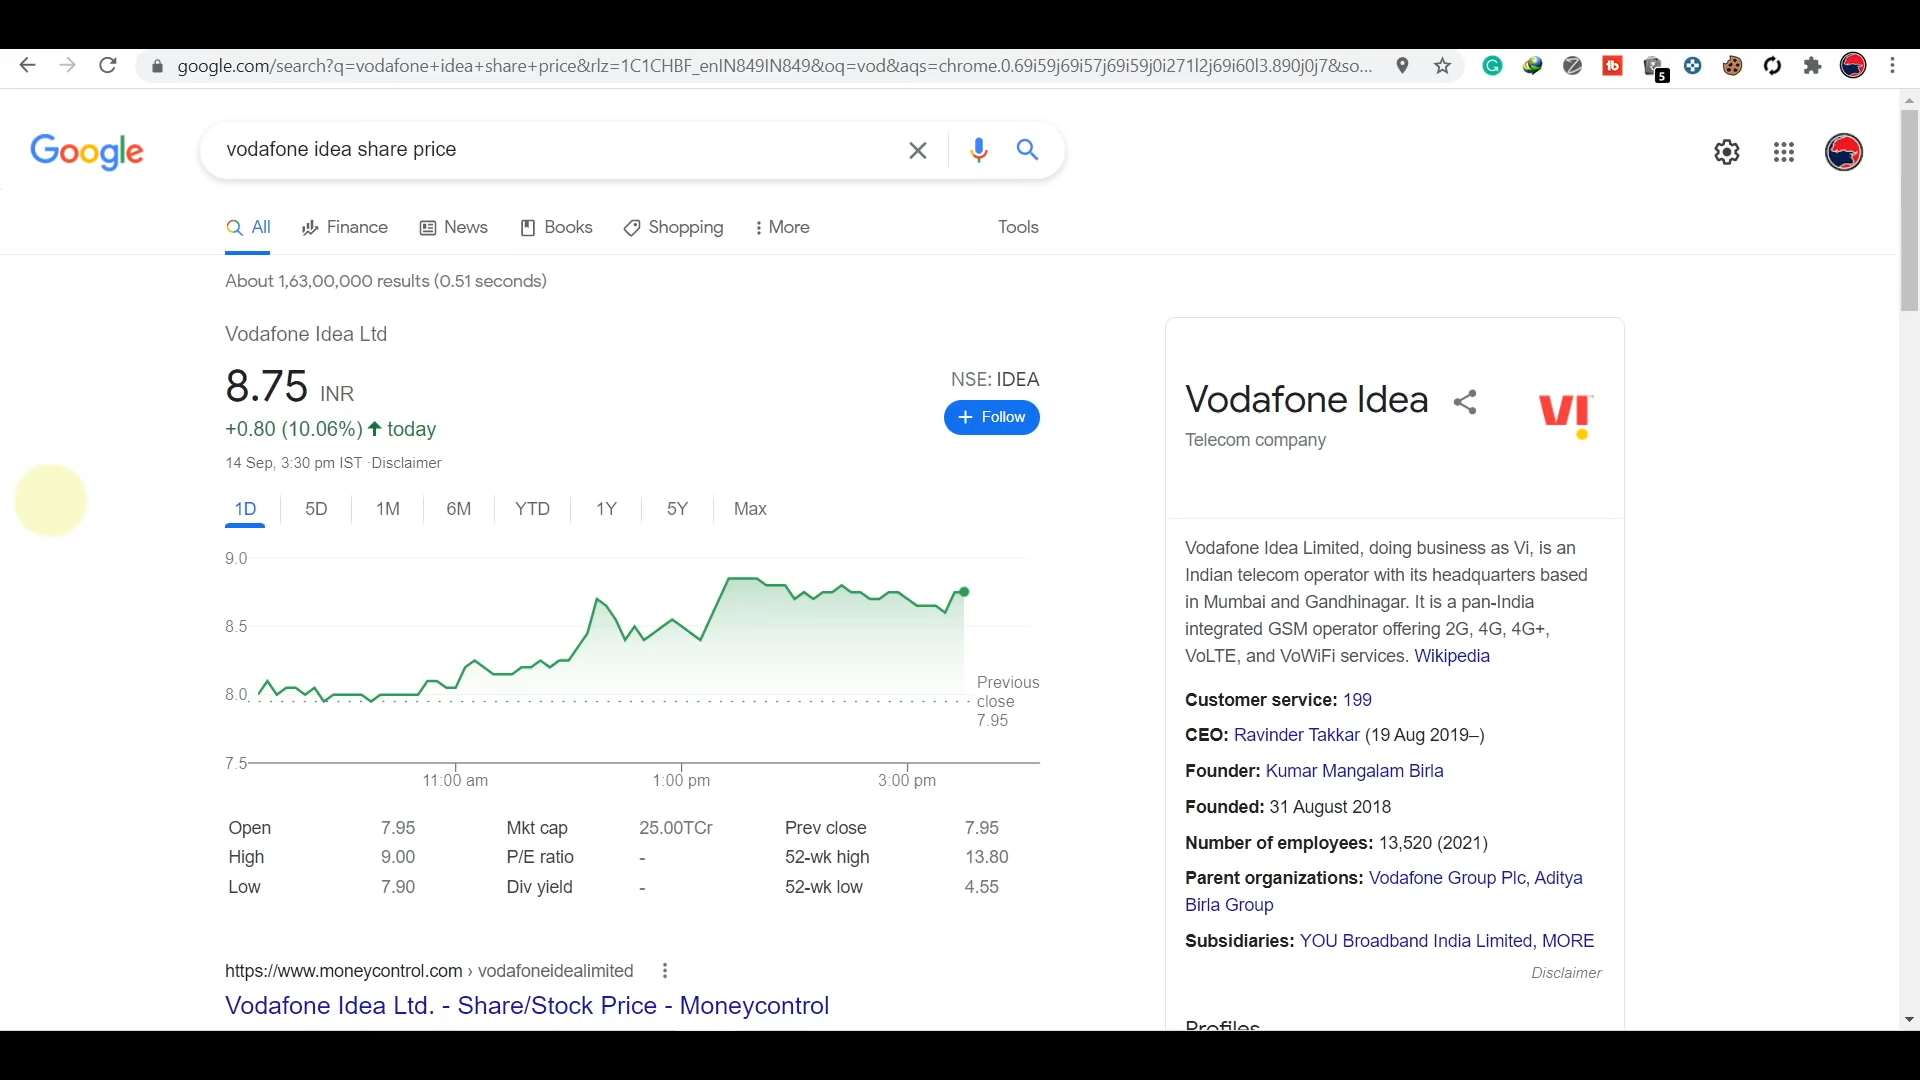 google.com/search?q=vodafone+idea+share+price&rlz=1C1CHBF_enIN849IN849&oq=vod&aqs=chrome.0.69i59j69i57j69i59j0i271l2j69i60l3.890j0j7&so...
5
Google
vodafone idea share price
All Finance News Books Shopping More Tools
About 1,63,00,000 results (0.51 seconds)
Vodafone Idea Ltd
8.75 INR
NSE: IDEA
+ Follow
+0.80 (10.06%) today
14 Sep, 3:30 pm IST ·Disclaimer
1D 5D 1M 6M YTD 1Y 5Y Max
9.0
8.5
8.0
7.5
Previous
close
7.95
11:00 am 1:00 pm 3:00 pm
Open 7.95 Mkt cap 25.00TCr Prev close 7.95
High 9.00 P/E ratio - 52-wk high 13.80
Low 7.90 Div yield - 52-wk low 4.55
https://www.moneycontrol.com › vodafoneidealimited
Vodafone Idea Ltd. - Share/Stock Price - Moneycontrol
Vodafone Idea
VI
Telecom company
Vodafone Idea Limited, doing business as Vi, is an
Indian telecom operator with its headquarters based
in Mumbai and Gandhinagar. It is a pan-India
integrated GSM operator offering 2G, 4G, 4G+,
VoLTE, and VoWiFi services. Wikipedia
Customer service: 199
CEO: Ravinder Takkar (19 Aug 2019–)
Founder: Kumar Mangalam Birla
Founded: 31 August 2018
Number of employees: 13,520 (2021)
Parent organizations: Vodafone Group Plc, Aditya
Birla Group
Subsidiaries: YOU Broadband India Limited, MORE
Disclaimer
Profiles